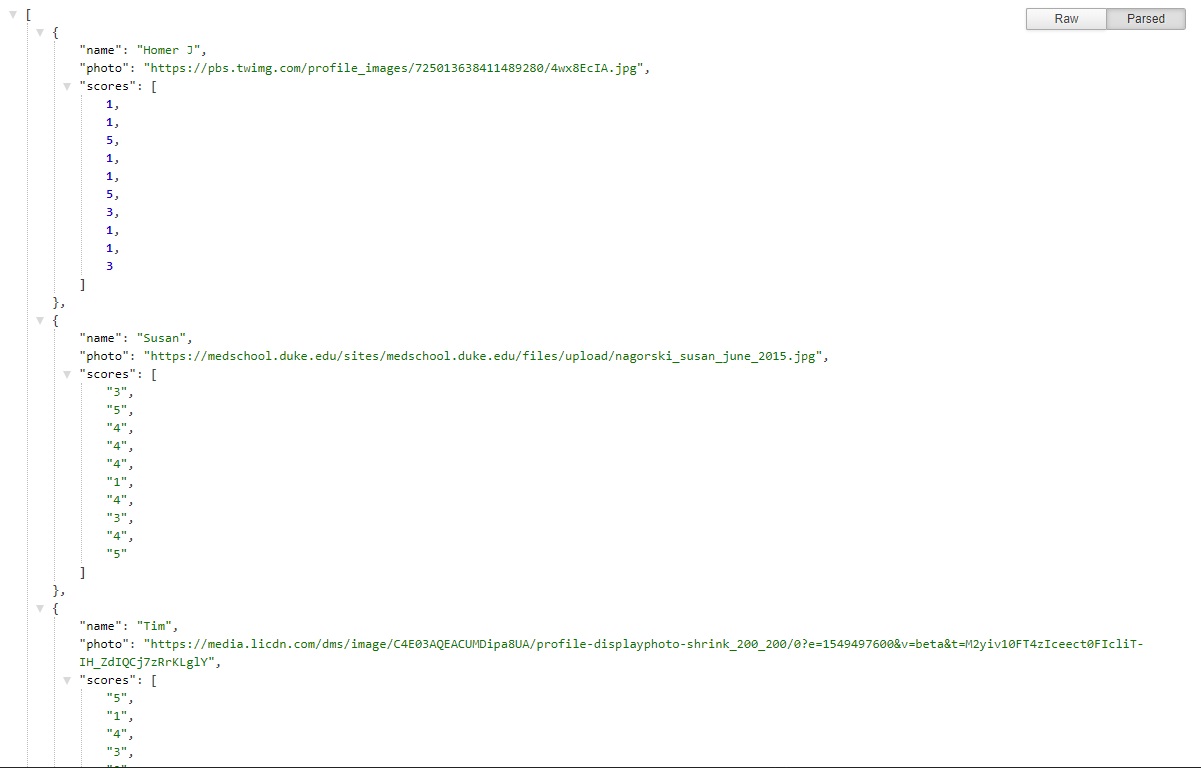 [
Raw Parsed
{
"name": "Homer J",
"photo": "https://pbs.twimg.com/profile_images/725013638411489280/4wx8EcIA.jpg",
"scores": [
1,
1,
5,
1,
1,
5,
3,
1,
1,
3
]
},
{
"name": "Susan",
"photo": "https://medschool.duke.edu/sites/medschool.duke.edu/files/upload/nagorski_susan_june_2015.jpg",
"scores": [
"3",
"5",
"4",
"4",
"4",
"1",
"4",
"3",
"4",
"5"
]
},
{
"name": "Tim",
"photo": "https://media.licdn.com/dms/image/C4E03AQEACUMDipa8UA/profile-displayphoto-shrink_200_200/0?e=1549497600&v=beta&t=M2yiv10FT4zIceect0FIcliT-
IH_ZdIQCj7zRrKLglY",
"scores": [
"5",
"1",
"4",
"3",